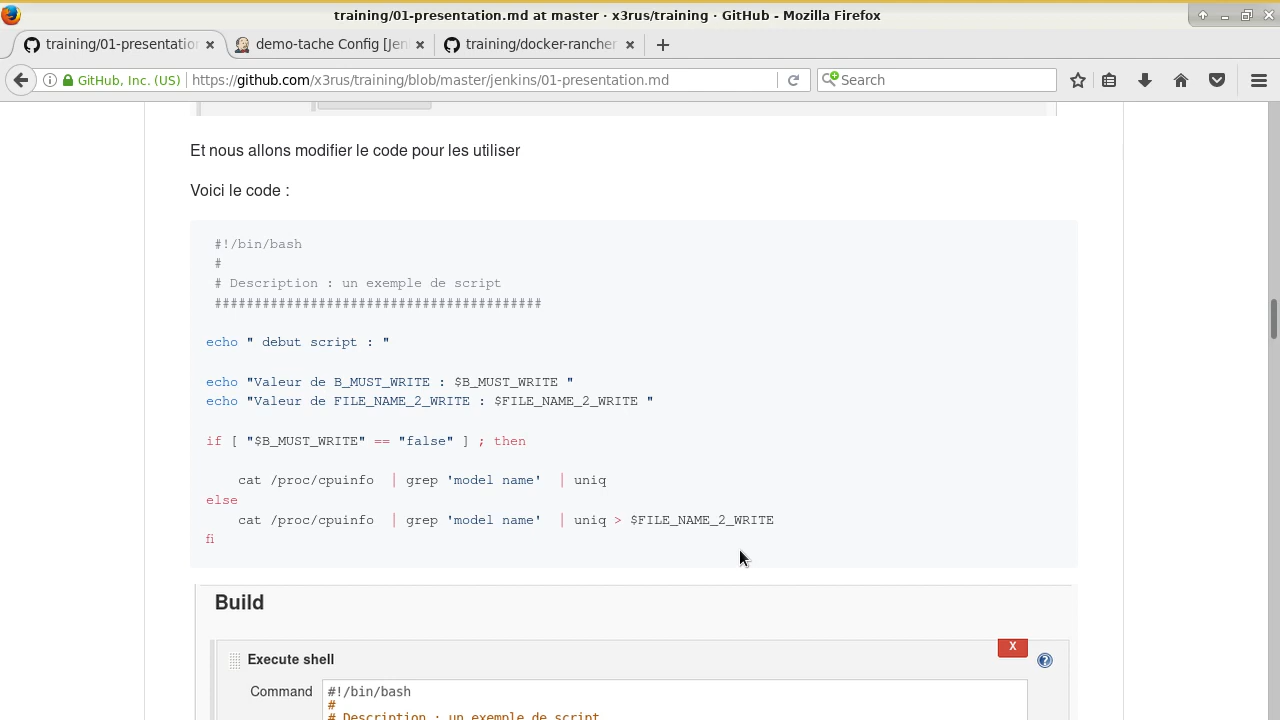 training/01-presentation.md at master · x3rus/training · GitHub - Mozilla Firefox
training/01-presentatio
demo-tache Config [Jen
training/docker-rancher
GitHub, Inc. (US)
https://github.com/x3rus/training/blob/master/jenkins/01-presentation.md
Search
Et nous allons modifier le code pour les utiliser
Voici le code :
#!/bin/bash
#
# Description : un exemple de script
#########################################
echo " debut script : "
echo "Valeur de B_MUST_WRITE : $B_MUST_WRITE "
echo "Valeur de FILE_NAME_2_WRITE : $FILE_NAME_2_WRITE "
if [ "$B_MUST_WRITE" == "false" ] ; then
cat /proc/cpuinfo | grep 'model name' | uniq
else
cat /proc/cpuinfo | grep 'model name' | uniq > $FILE_NAME_2_WRITE
fi
Build
X
Execute shell
Command
#!/bin/bash
#
# Description : un exemple de script